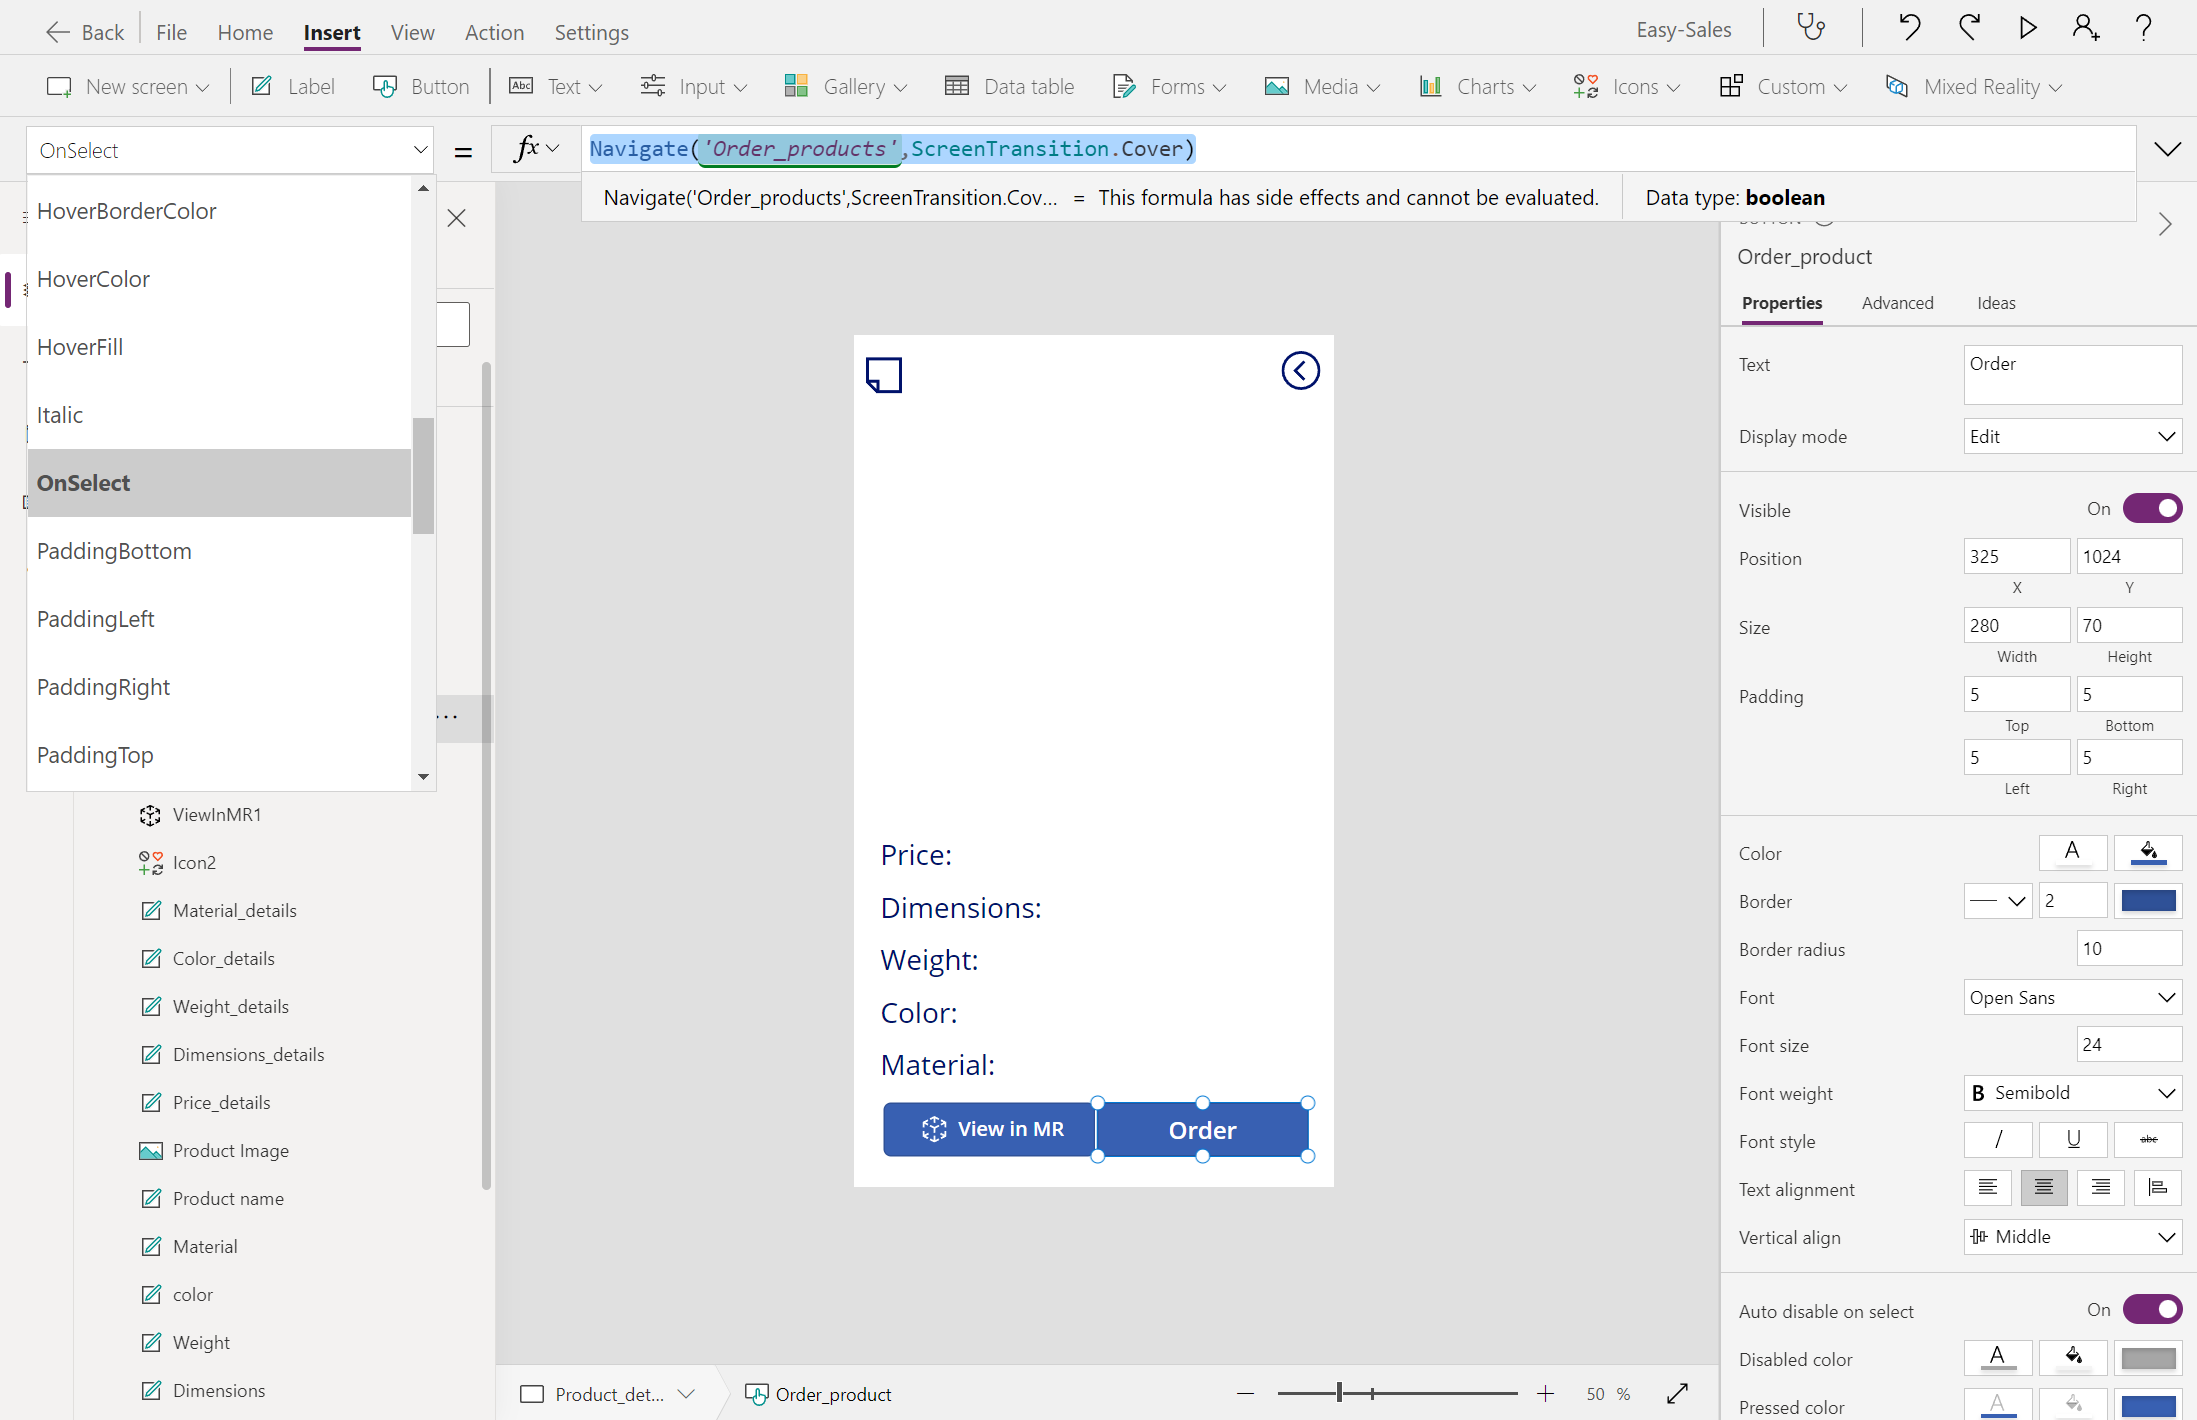 Back File Home Insert View Action Settings Easy-Sales
New screen Label Button Abc Text Input Gallery Data table Forms Media Charts Icons Custom Mixed Reality
OnSelect = fx Navigate('Order_products',ScreenTransition.Cover)
Navigate('Order_products',ScreenTransition.Cov... = This formula has side effects and cannot be evaluated. Data type: boolean
HoverBorderColor
HoverColor
HoverFill
Italic
OnSelect
PaddingBottom
PaddingLeft
PaddingRight
PaddingTop
ViewInMR1
Icon2
Material_details
Color_details
Weight_details
Dimensions_details
Price_details
Product Image
Product name
Material
color
Weight
Dimensions
Price:
Dimensions:
Weight:
Color:
Material:
View in MR Order
Product_det... Order_product 50 %
Order_product
Properties Advanced Ideas
Text Order
Display mode Edit
Visible On
Position 325 1024
X Y
Size 280 70
Width Height
Padding 5 5
Top Bottom
5 5
Left Right
Color A
Border 2
Border radius 10
Font Open Sans
Font size 24
Font weight B Semibold
Font style / U abc
Text alignment
Vertical align Middle
Auto disable on select On
Disabled color A
Pressed color A